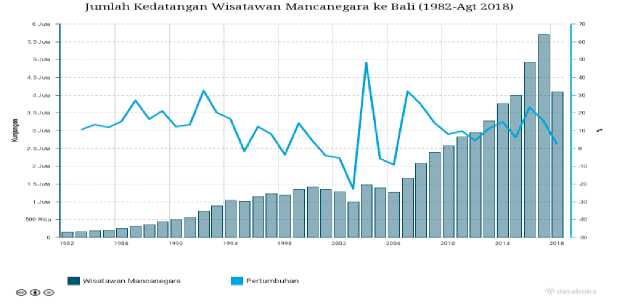 Jumlah Kedatangan Wisatawan Mancanegara ke Bali (1982-Agt 2018)
6 Juta
5.5 Juta
5 Juta
4.5 Juta
4 Juta
3.5 Juta
3 Juta
2.5 Juta
2 Juta
1.5 Juta
1 Juta
500 Ribu
0
Kunjungan
70
60
50
40
30
20
10
0
-10
-20
-30
-40
-50
%
1982 1986 1990 1994 1998 2002 2006 2010 2014 2018
Wisatawan Mancanegara Pertumbuhan
databoks